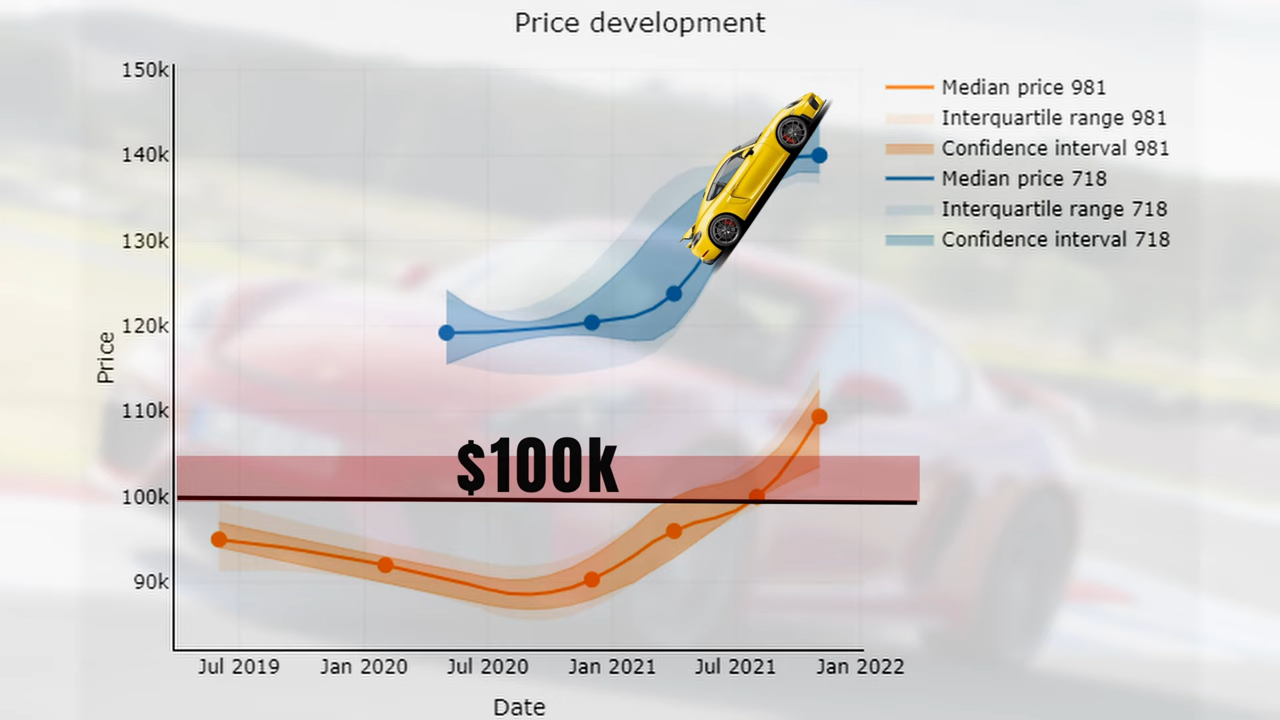 Price development
150k
140k
130k
120k
110k
100k
90k
Price
$100k
Jul 2019
Jan 2020
Jul 2020
Jan 2021
Jul 2021
Jan 2022
Date
Median price 981
Interquartile range 981
Confidence interval 981
Median price 718
Interquartile range 718
Confidence interval 718